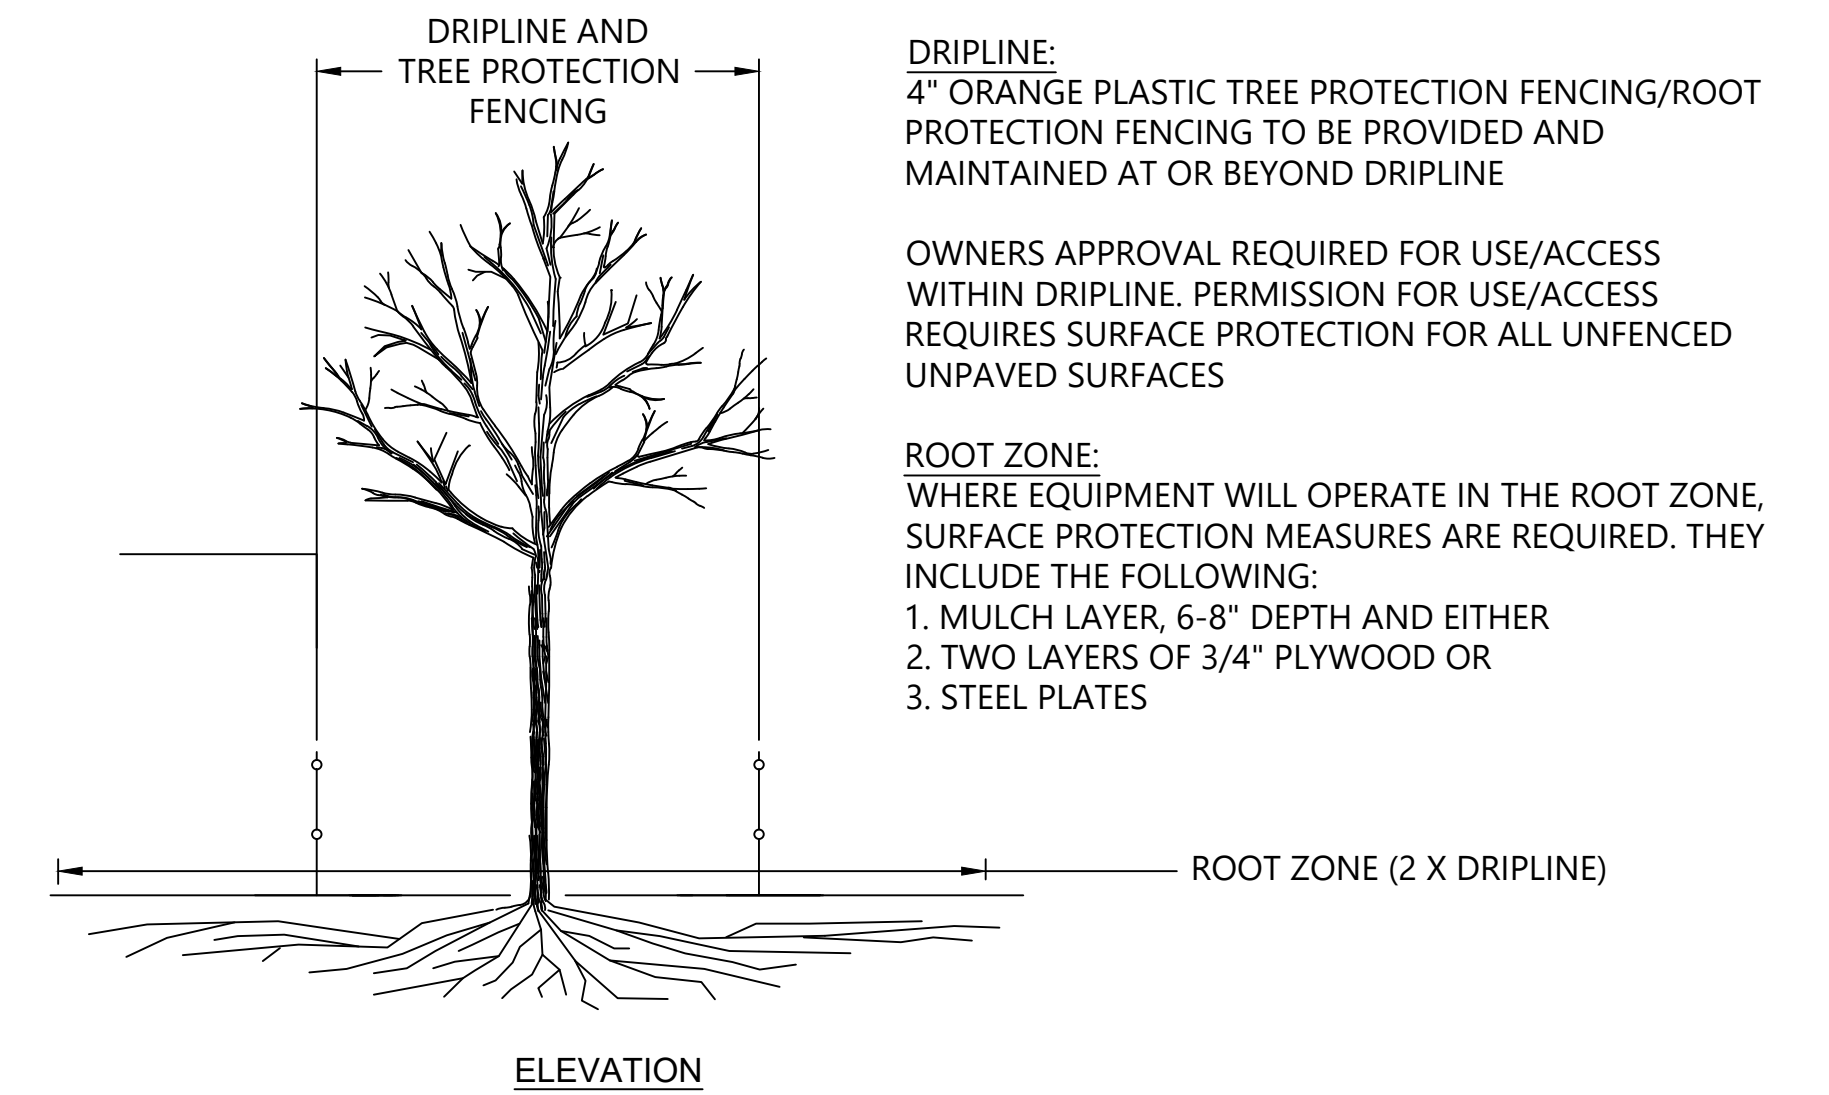 DRIPLINE AND
TREE PROTECTION
FENCING
DRIPLINE:
4" ORANGE PLASTIC TREE PROTECTION FENCING/ROOT
PROTECTION FENCING TO BE PROVIDED AND
MAINTAINED AT OR BEYOND DRIPLINE
OWNERS APPROVAL REQUIRED FOR USE/ACCESS
WITHIN DRIPLINE. PERMISSION FOR USE/ACCESS
REQUIRES SURFACE PROTECTION FOR ALL UNFENCED
UNPAVED SURFACES
ROOT ZONE:
WHERE EQUIPMENT WILL OPERATE IN THE ROOT ZONE,
SURFACE PROTECTION MEASURES ARE REQUIRED. THEY
INCLUDE THE FOLLOWING:
1. MULCH LAYER, 6-8" DEPTH AND EITHER
2. TWO LAYERS OF 3/4" PLYWOOD OR
3. STEEL PLATES
ROOT ZONE (2 X DRIPLINE)
ELEVATION